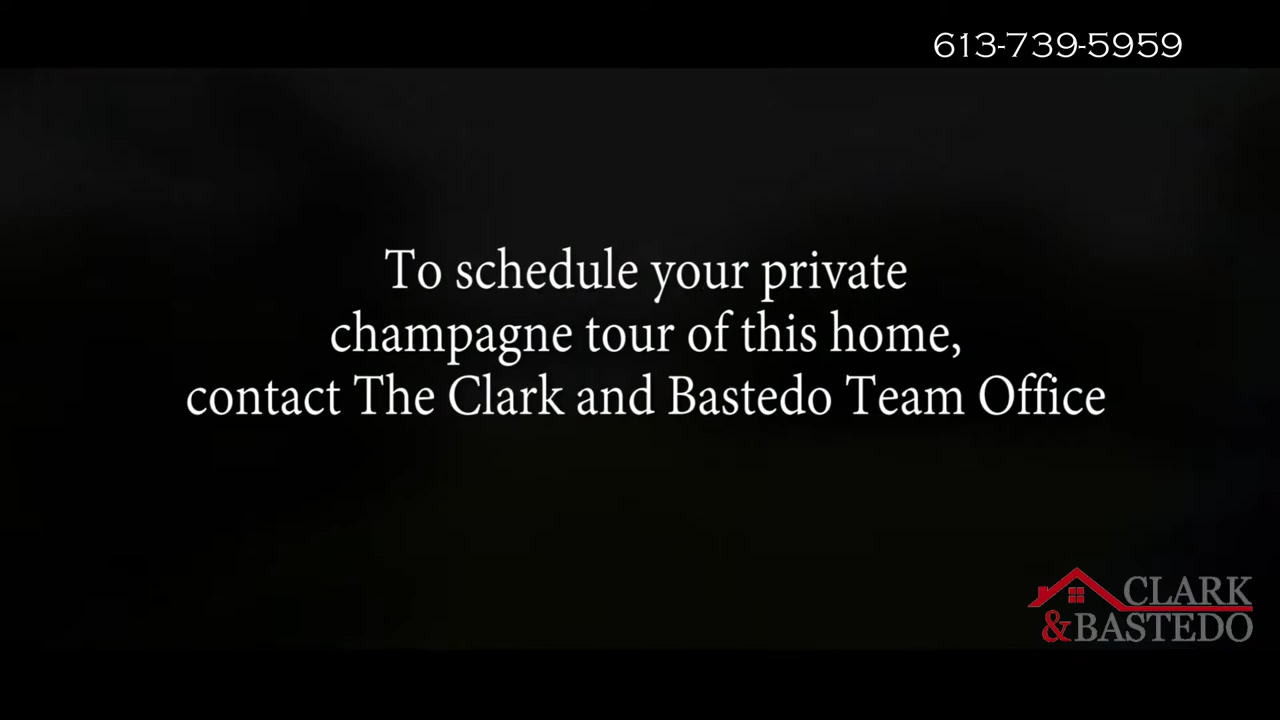 613-739-5959
To schedule your private
champagne tour of this home,
contact The Clark and Bastedo Team Office
CLARK
&BASTEDO